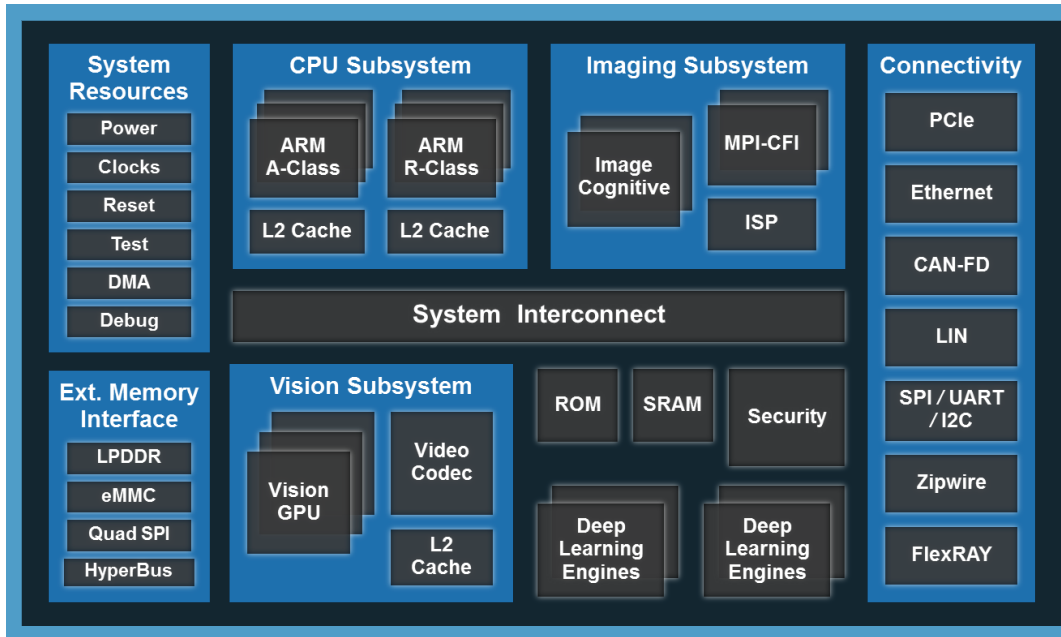 System
Resources
Power
Clocks
Reset
Test
DMA
Debug
Ext. Memory
Interface
LPDDR
eMMC
Quad SPI
HyperBus
CPU Subsystem
ARM
A-Class
ARM
R-Class
L2 Cache
L2 Cache
Imaging Subsystem
Image
Cognitive
MPI-CFI
ISP
System Interconnect
Vision Subsystem
Vision
GPU
Video
Codec
L2
Cache
ROM
SRAM
Security
Deep
Learning
Engines
Deep
Learning
Engines
Connectivity
PCIe
Ethernet
CAN-FD
LIN
SPI / UART
/ I2C
Zipwire
FlexRAY